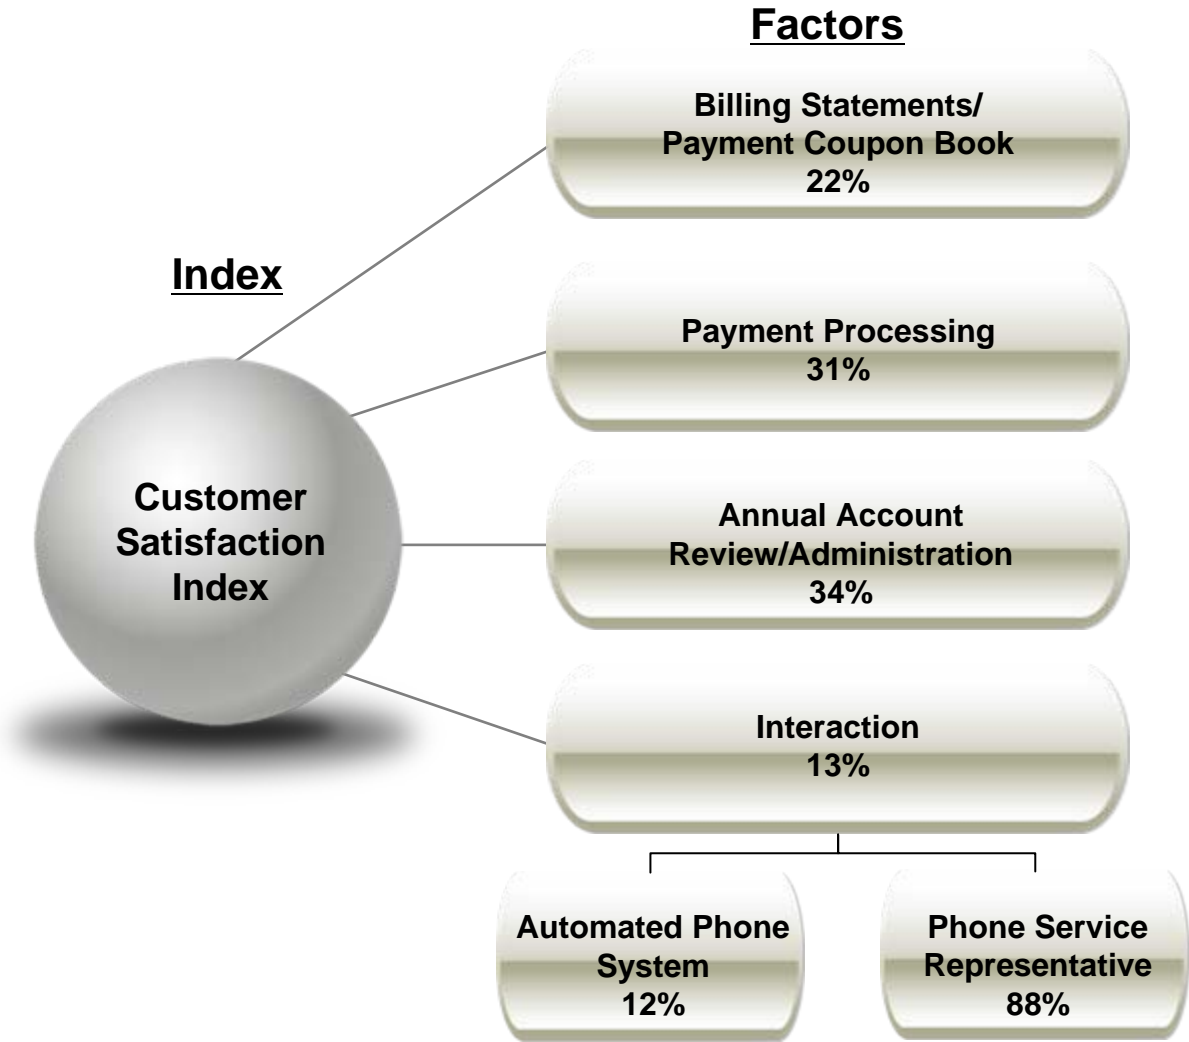 Factors
Billing Statements/
Payment Coupon Book
22%
Index
Payment Processing
31%
Customer
Satisfaction
Index
Annual Account
Review/Administration
34%
Interaction
13%
Automated Phone
System
12%
Phone Service
Representative
88%